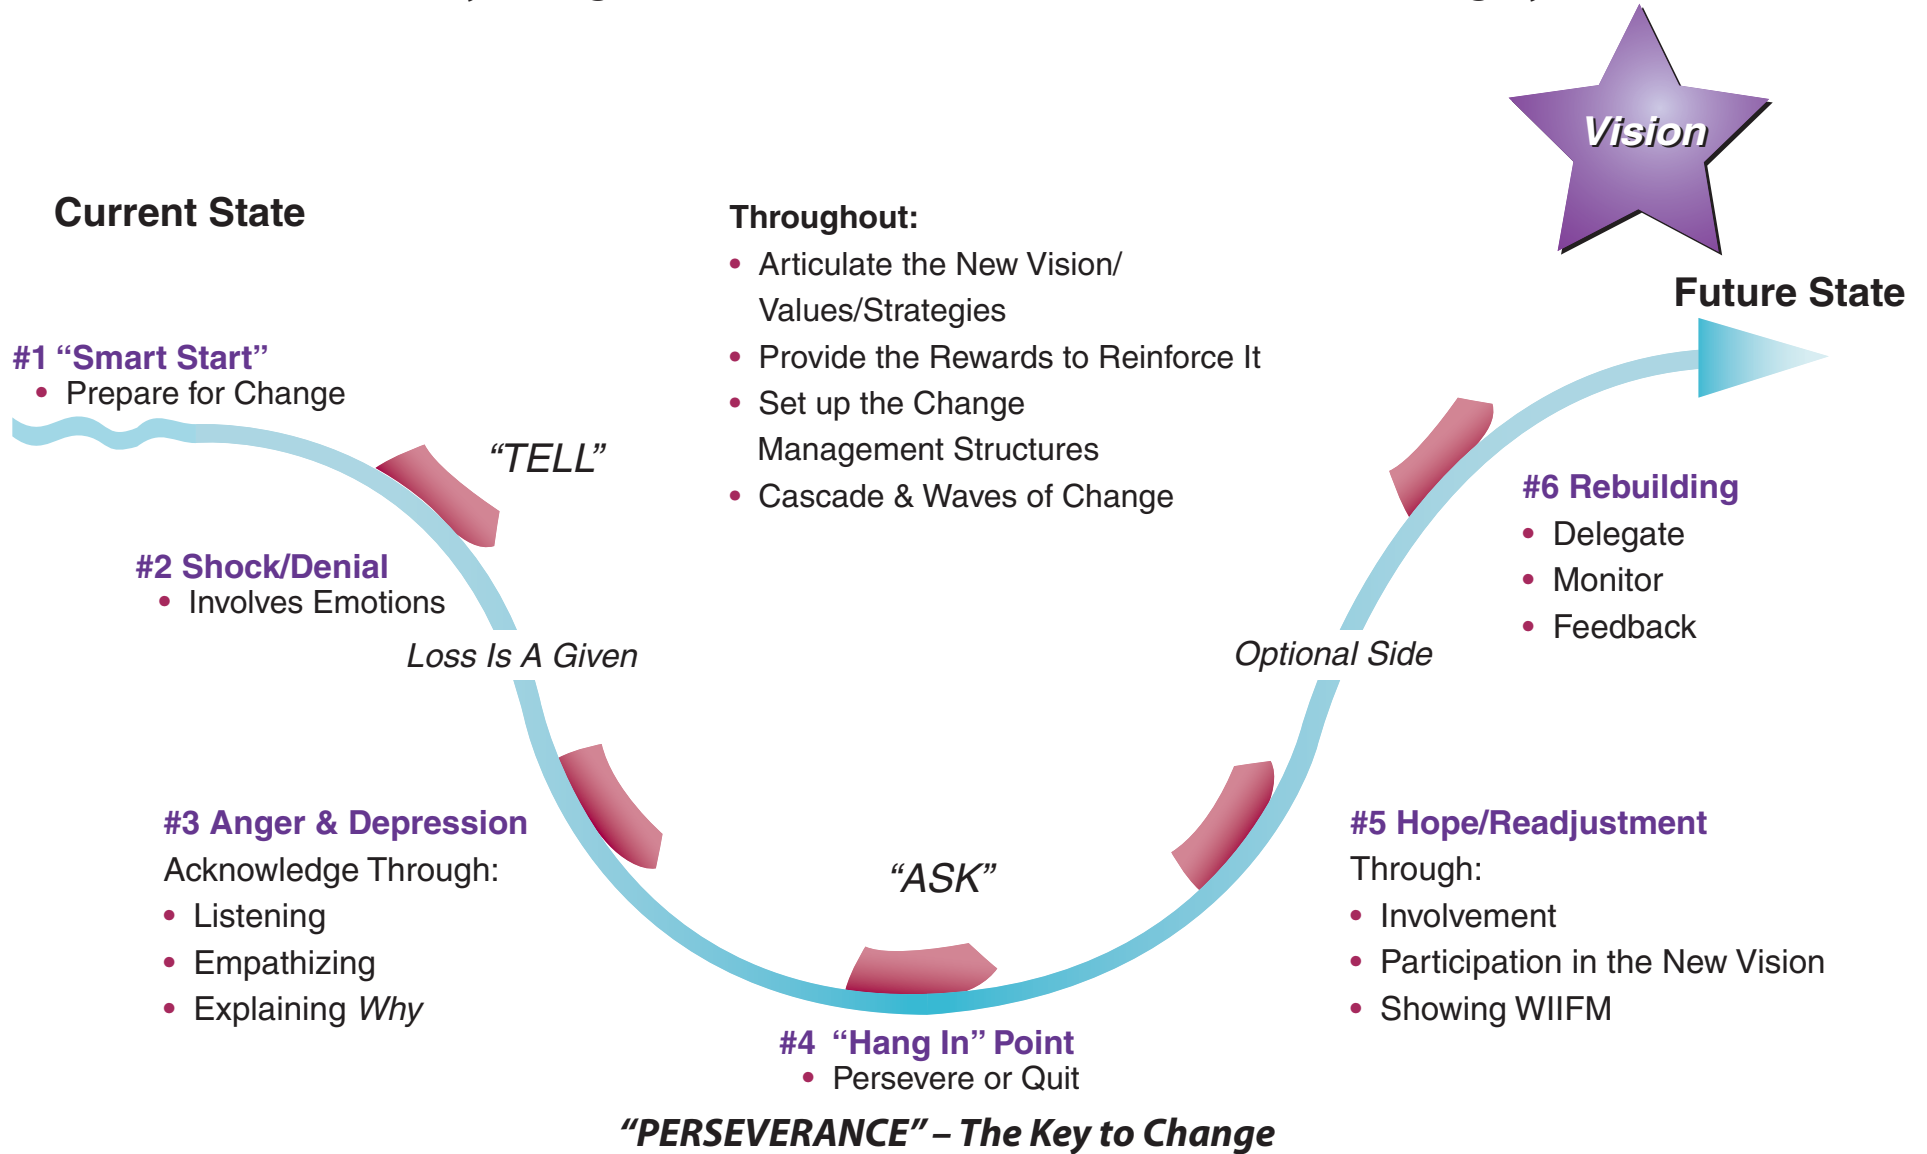 Vision
Current State
Throughout:
• Articulate the New Vision/
Values/Strategies
• Provide the Rewards to Reinforce It
• Set up the Change
Management Structures
• Cascade & Waves of Change
Future State
#1 “Smart Start”
• Prepare for Change
“TELL”
#2 Shock/Denial
• Involves Emotions
Loss Is A Given
#3 Anger & Depression
Acknowledge Through:
• Listening
• Empathizing
• Explaining Why
“ASK”
#4 “Hang In” Point
• Persevere or Quit
Optional Side
#5 Hope/Readjustment
Through:
• Involvement
• Participation in the New Vision
• Showing WIIFM
#6 Rebuilding
• Delegate
• Monitor
• Feedback
“PERSEVERANCE” – The Key to Change